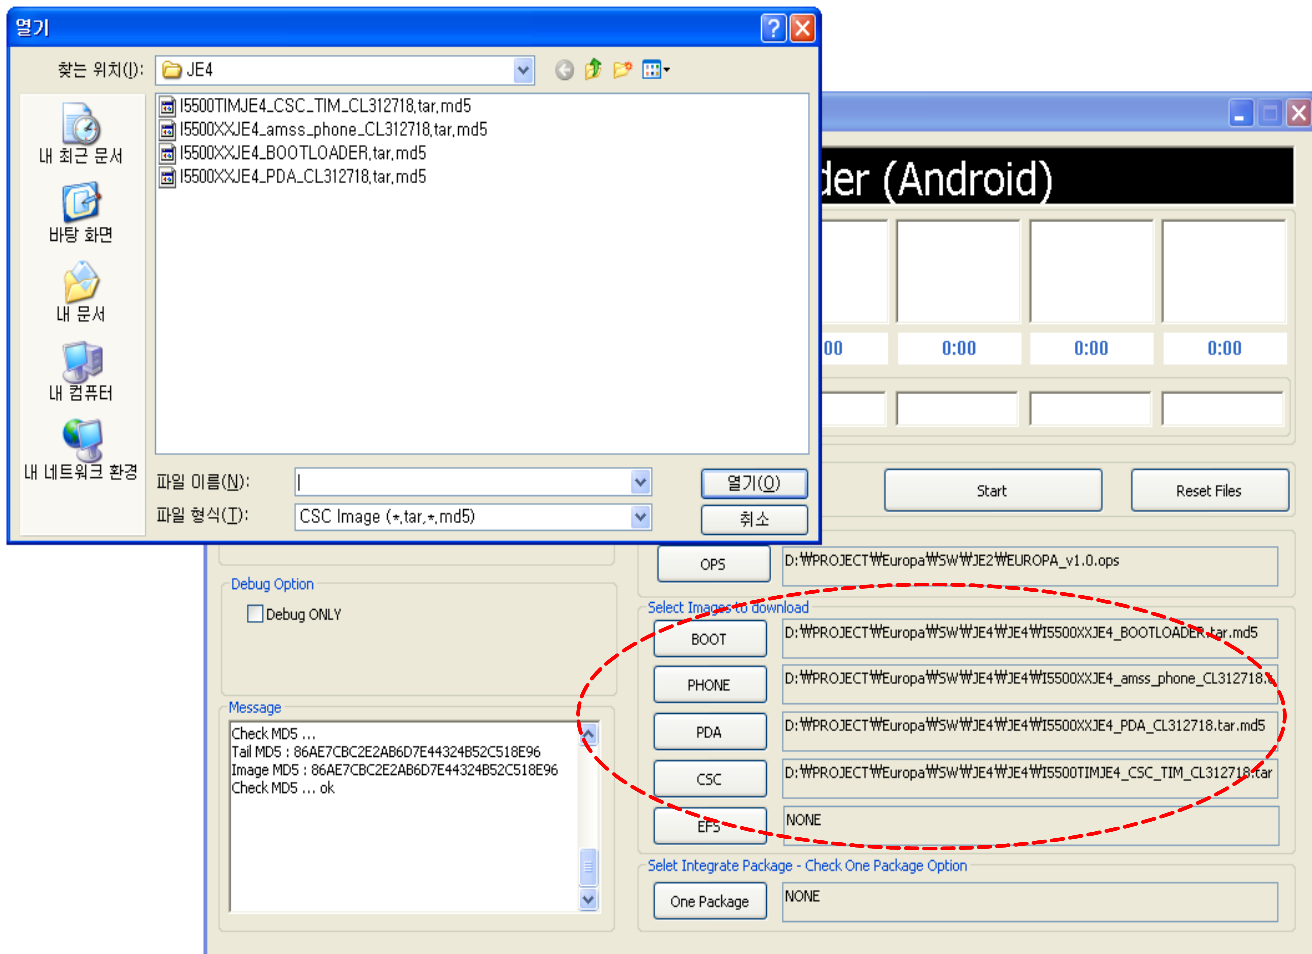 열기
찾는 위치(I):
JE4
I5500TIMJE4_CSC_TIM_CL312718,tar,md5
I5500XXJE4_amss_phone_CL312718,tar,md5
I5500XXJE4_BOOTLOADER,tar,md5
I5500XXJE4_PDA_CL312718,tar,md5
내 최근 문서
바탕 화면
내 문서
내 컴퓨터
내 네트워크 환경
파일 이름(N):
열기(O)
파일 형식(T):
CSC Image (*,tar,*,md5)
취소
der (Android)
:00
0:00
0:00
0:00
Start
Reset Files
OPS
D:₩PROJECT₩Europa₩SW₩JE2₩EUROPA_v1.0.ops
Debug Option
Debug ONLY
Select Images to download
BOOT
D:₩PROJECT₩Europa₩SW₩JE4₩JE4₩I5500XXJE4_BOOTLOADER.tar.md5
PHONE
D:₩PROJECT₩Europa₩SW₩JE4₩JE4₩I5500XXJE4_amss_phone_CL312718.t
PDA
D:₩PROJECT₩Europa₩SW₩JE4₩JE4₩I5500XXJE4_PDA_CL312718.tar.md5
CSC
D:₩PROJECT₩Europa₩SW₩JE4₩JE4₩I5500TIMJE4_CSC_TIM_CL312718.tar
EFS
NONE
Message
Check MD5 ...
Tail MD5 : 86AE7CBC2E2AB6D7E44324B52C518E96
Image MD5 : 86AE7CBC2E2AB6D7E44324B52C518E96
Check MD5 ... ok
Selet Integrate Package - Check One Package Option
One Package
NONE